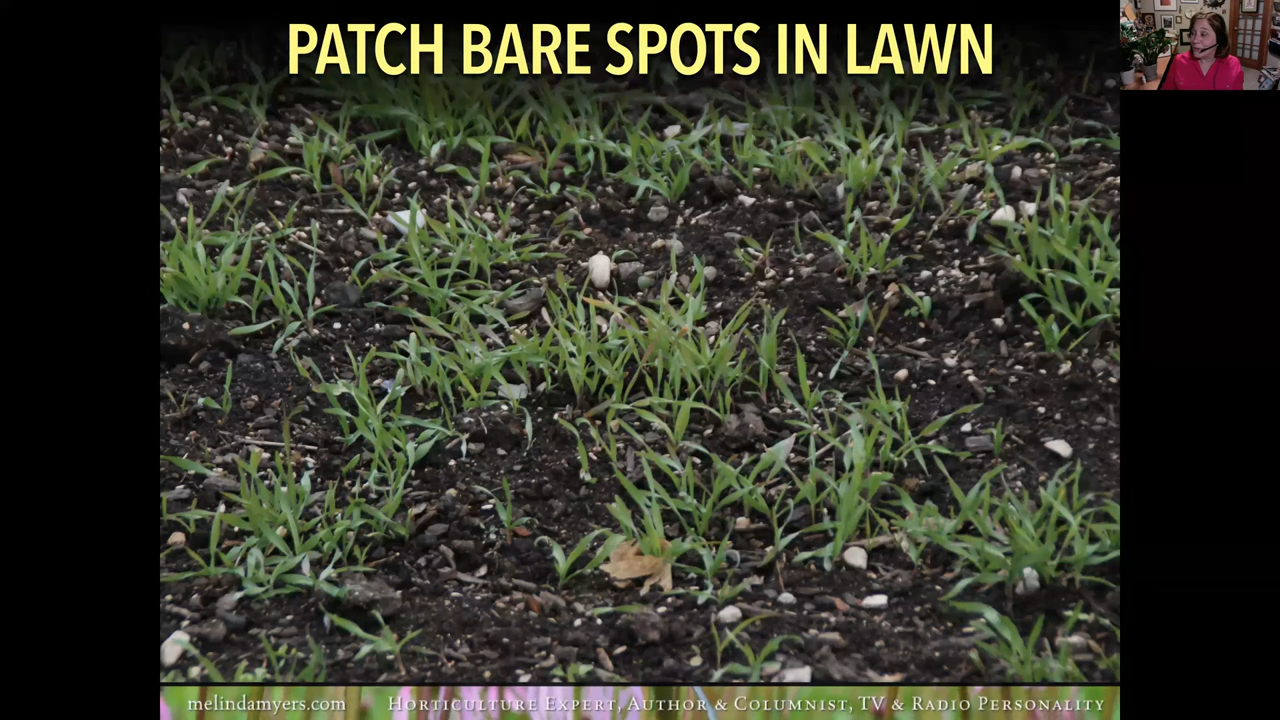 PATCH BARE SPOTS IN LAWN
melindamyers.com Horticulture Expert, Author & Columnist, TV & Radio Personality